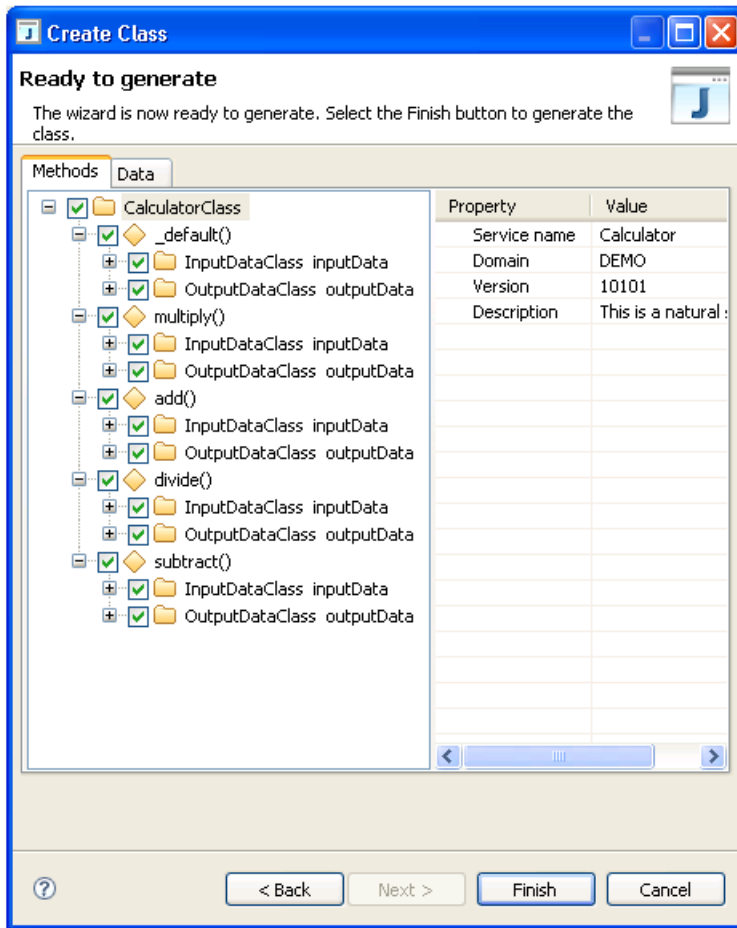 Create Class
Ready to generate
The wizard is now ready to generate. Select the Finish button to generate the
class.
Methods Data
CalculatorClass
_default()
InputDataClass inputData
OutputDataClass outputData
multiply()
InputDataClass inputData
OutputDataClass outputData
add()
InputDataClass inputData
OutputDataClass outputData
divide()
InputDataClass inputData
OutputDataClass outputData
subtract()
InputDataClass inputData
OutputDataClass outputData
Property Value
Service name Calculator
Domain DEMO
Version 10101
Description This is a natural s
< Back Next > Finish Cancel